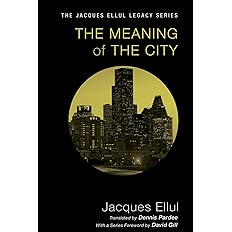 THE JACQUES ELLUL LEGACY SERIES
THE MEANING of THE CITY
Jacques Ellul
Translated by Dennis Pardee
With a Series Foreword by David Gill